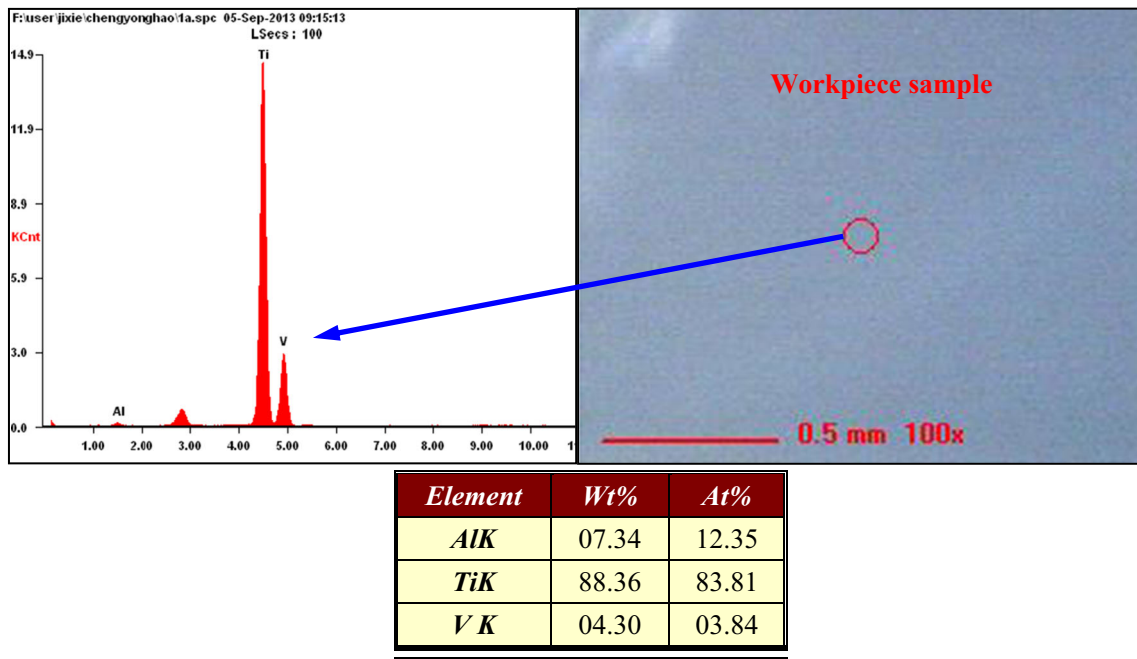 F:\user\jixie\chengyonghao\1a.spc 05-Sep-2013 09:15:13
LSecs : 100
Ti
14.9
11.9
8.9
KCnt
5.9
3.0
V
Al
0.0
1.00 2.00 3.00 4.00 5.00 6.00 7.00 8.00 9.00 10.00
Workpiece sample
0.5 mm 100x
Element Wt% At%
AlK 07.34 12.35
TiK 88.36 83.81
V K 04.30 03.84